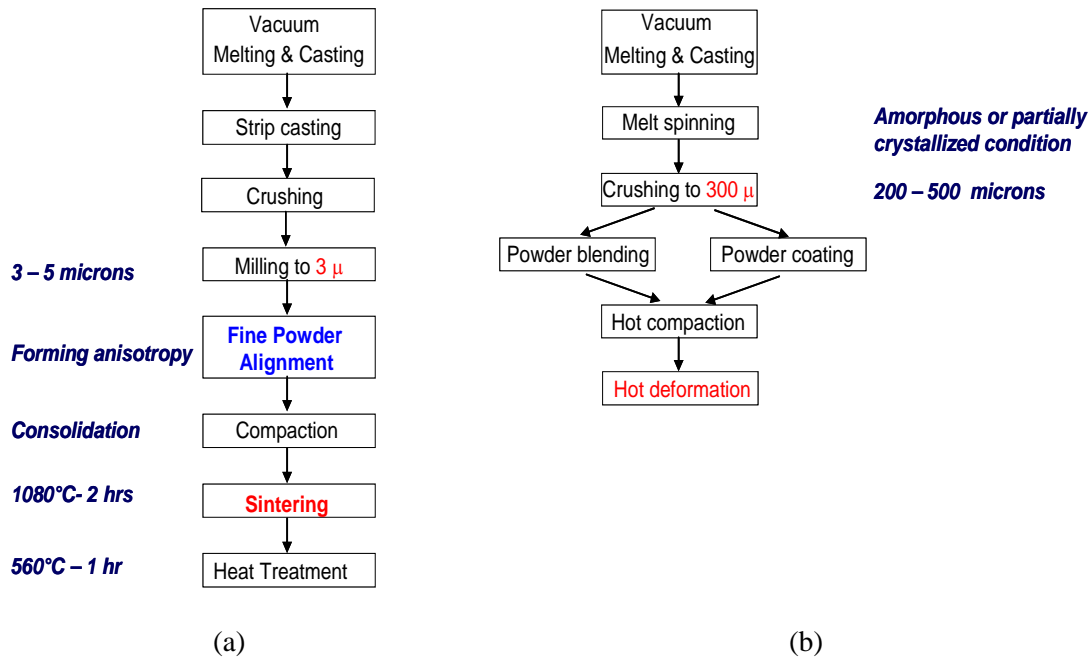 Vacuum
Melting & Casting
Strip casting
Crushing
3 – 5 microns
Milling to 3 μ
Forming anisotropy
Fine Powder
Alignment
Consolidation
Compaction
1080°C- 2 hrs
Sintering
560°C – 1 hr
Heat Treatment
(a)
Vacuum
Melting & Casting
Melt spinning
Amorphous or partially
crystallized condition
Crushing to 300 μ
200 – 500 microns
Powder blending
Powder coating
Hot compaction
Hot deformation
(b)